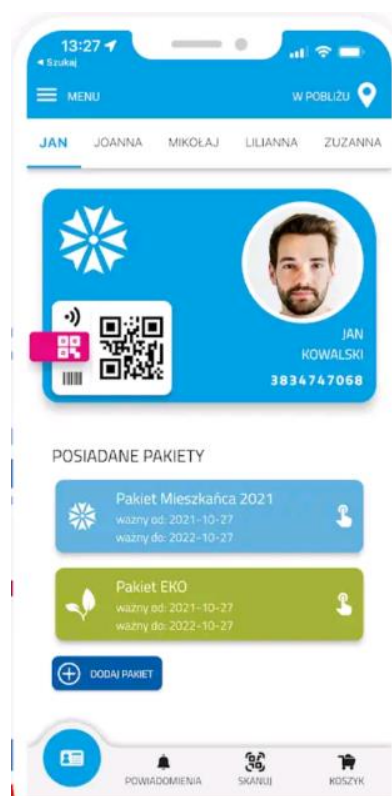 13:27
◄ Szukaj
MENU
W POBLIŻU
JAN JOANNA MIKOŁAJ LILIANNA ZUZANNA
JAN
KOWALSKI
3834747068
POSIADANE PAKIETY
Pakiet Mieszkańca 2021
ważny od: 2021-10-27
ważny do: 2022-10-27
Pakiet EKO
ważny od: 2021-10-27
ważny do: 2022-10-27
DODAJ PAKIET
POWIADOMIENIA SKANUJ KOSZYK